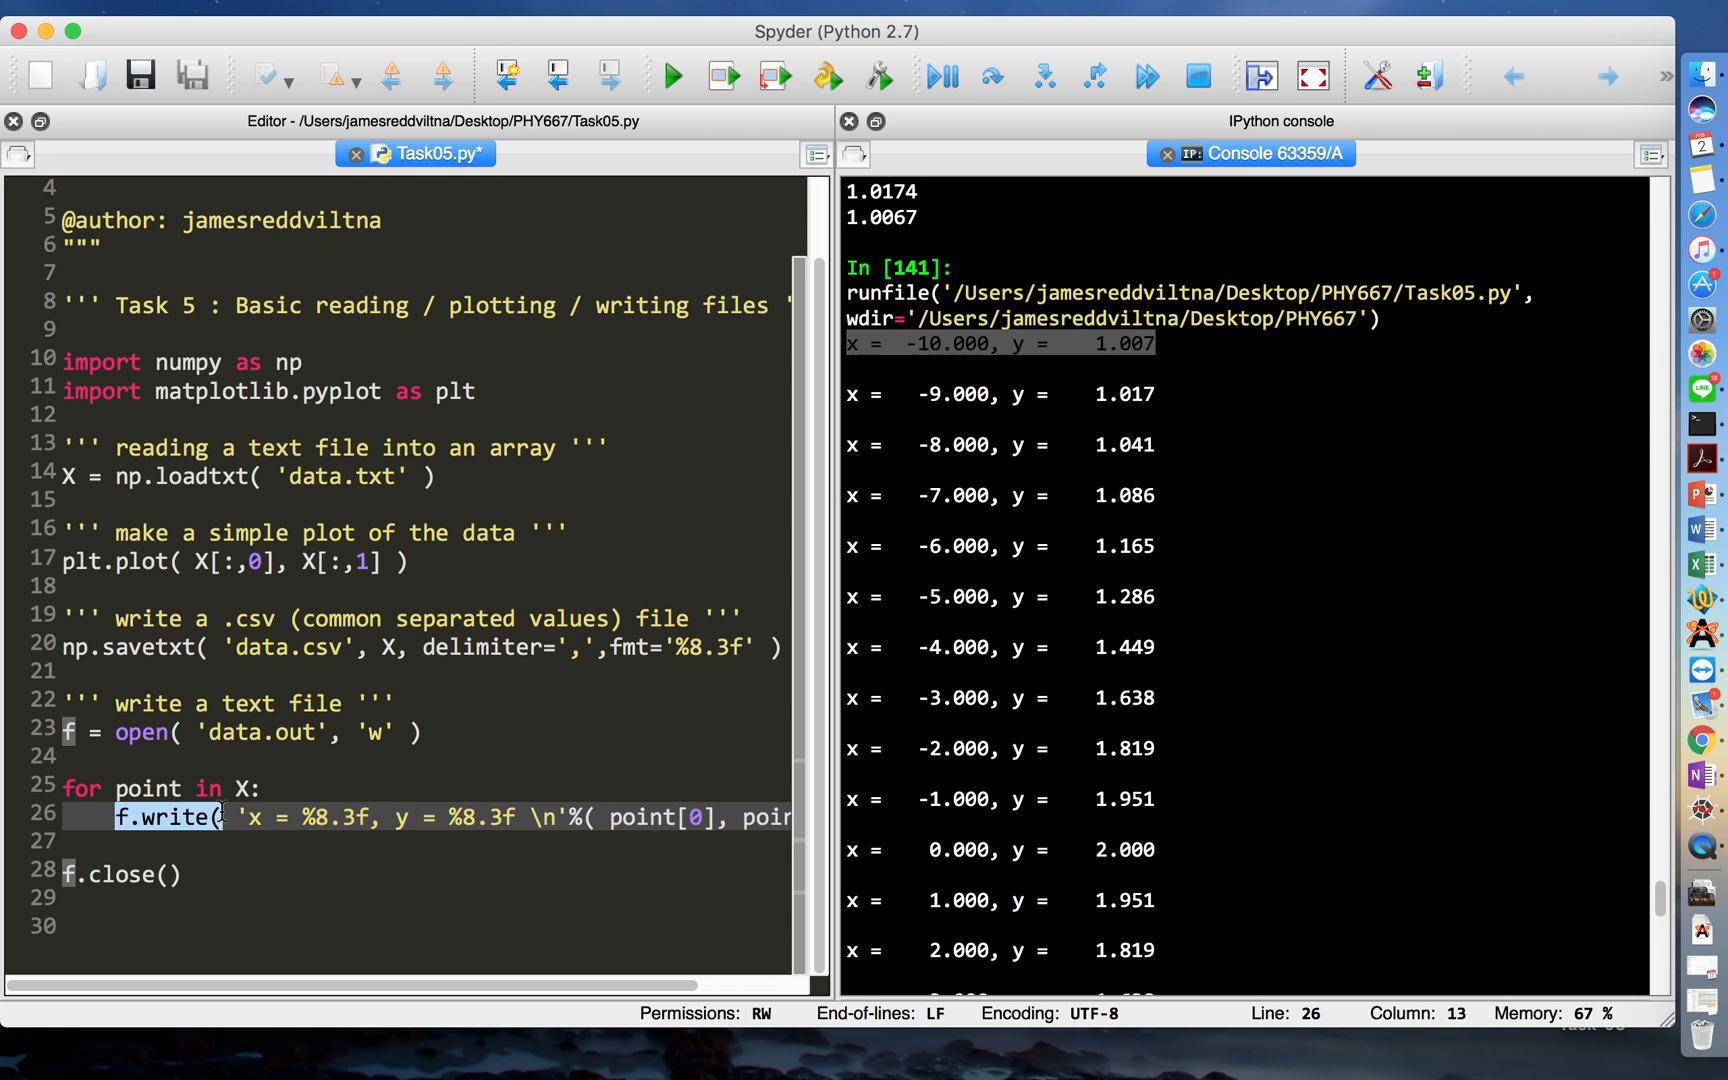 Spyder (Python 2.7)
Editor - /Users/jamesreddviltna/Desktop/PHY667/Task05.py
Task05.py*
4
5 @author: jamesreddviltna
6 """
7
8 ''' Task 5 : Basic reading / plotting / writing files '
9
10 import numpy as np
11 import matplotlib.pyplot as plt
12
13 ''' reading a text file into an array '''
14 X = np.loadtxt( 'data.txt' )
15
16 ''' make a simple plot of the data '''
17 plt.plot( X[:,0], X[:,1] )
18
19 ''' write a .csv (common separated values) file '''
20 np.savetxt( 'data.csv', X, delimiter=',',fmt='%8.3f' )
21
22 ''' write a text file '''
23 f = open( 'data.out', 'w' )
24
25 for point in X:
26 f.write( 'x = %8.3f, y = %8.3f \n'%( point[0], poin
27
28 f.close()
29
30
IPython console
IP: Console 63359/A
1.0174
1.0067
In [141]:
runfile('/Users/jamesreddviltna/Desktop/PHY667/Task05.py',
wdir='/Users/jamesreddviltna/Desktop/PHY667')
x = -10.000, y = 1.007
x = -9.000, y = 1.017
x = -8.000, y = 1.041
x = -7.000, y = 1.086
x = -6.000, y = 1.165
x = -5.000, y = 1.286
x = -4.000, y = 1.449
x = -3.000, y = 1.638
x = -2.000, y = 1.819
x = -1.000, y = 1.951
x = 0.000, y = 2.000
x = 1.000, y = 1.951
x = 2.000, y = 1.819
Permissions: RW End-of-lines: LF Encoding: UTF-8 Line: 26 Column: 13 Memory: 67 %
FEB
2
LINE